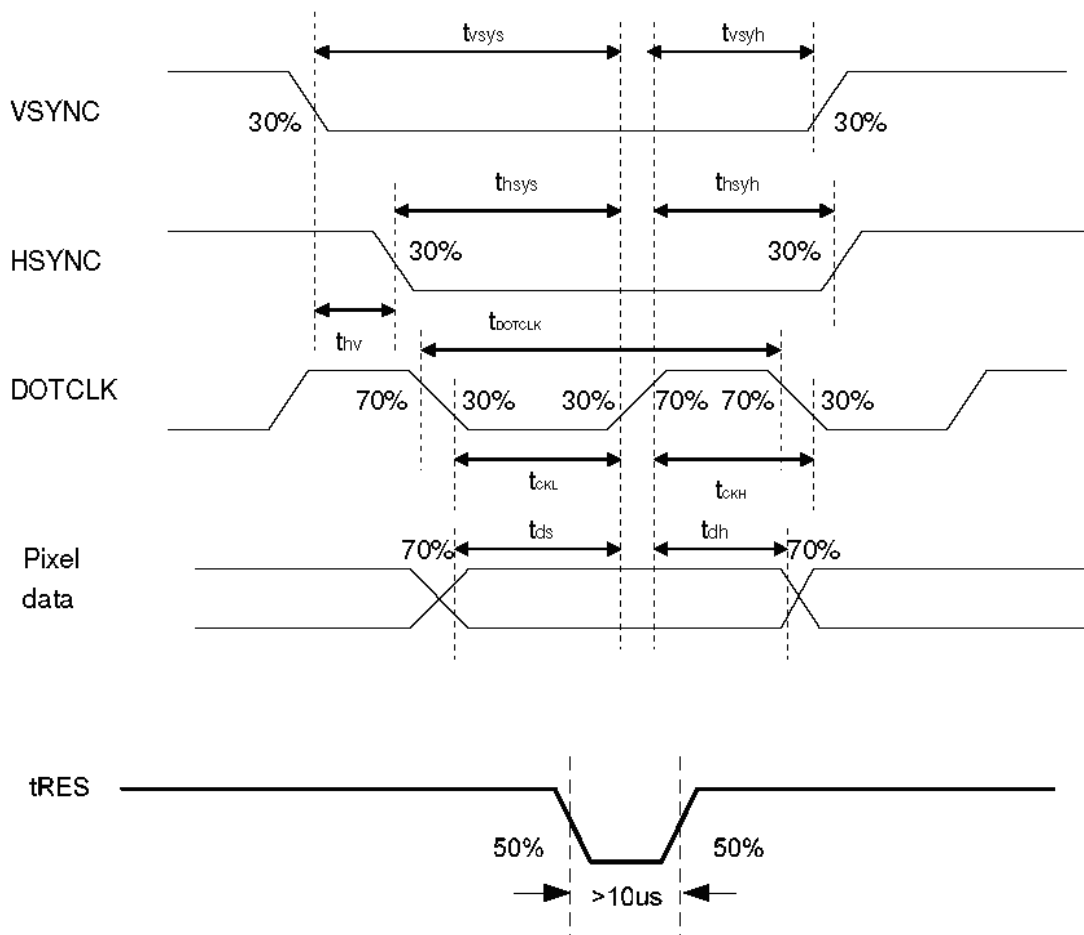 tvsys tvsyh
VSYNC
30% 30%
thsys thsyh
HSYNC
30% 30%
thv
tDOTCLK
DOTCLK
70% 30% 30% 70% 70% 30%
tCKL tCKH
tds tdh
Pixel
data
70% 70%
tRES
50% 50%
>10us